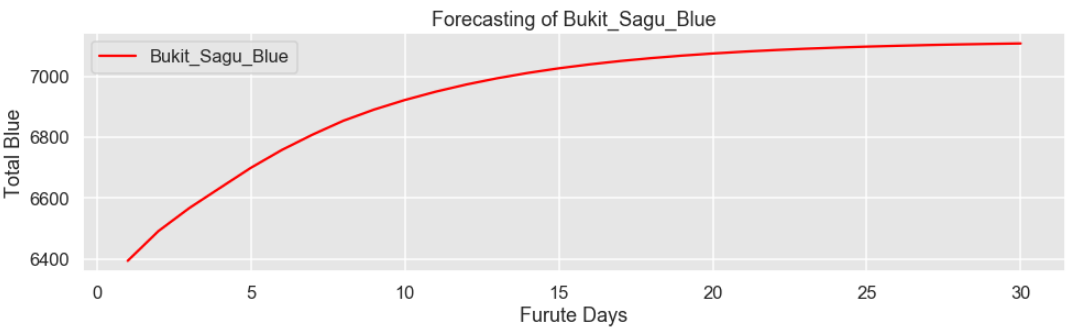 Forecasting of Bukit_Sagu_Blue
Bukit_Sagu_Blue
Total Blue
7000
6800
6600
6400
0 5 10 15 20 25 30
Furute Days